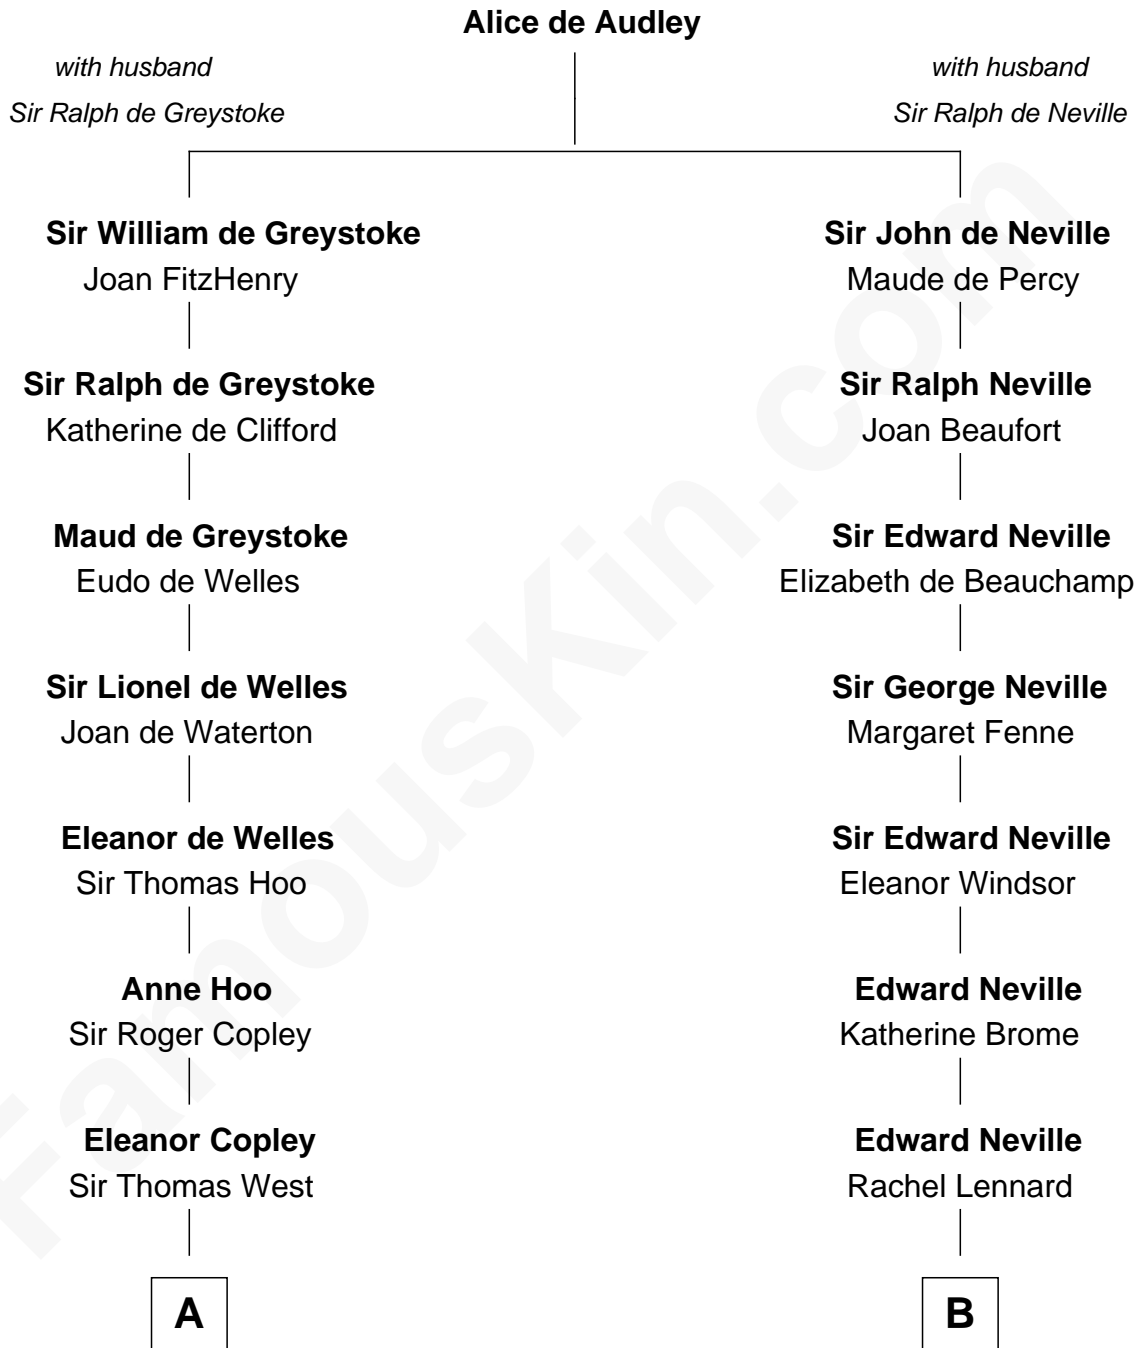 Alice de Audley
with husband
Sir Ralph de Greystoke
with husband
Sir Ralph de Neville
Sir William de Greystoke
Joan FitzHenry
Sir John de Neville
Maude de Percy
Sir Ralph de Greystoke
Katherine de Clifford
Sir Ralph Neville
Joan Beaufort
Maud de Greystoke
Eudo de Welles
Sir Edward Neville
Elizabeth de Beauchamp
Sir Lionel de Welles
Joan de Waterton
Sir George Neville
Margaret Fenne
Eleanor de Welles
Sir Thomas Hoo
Sir Edward Neville
Eleanor Windsor
Anne Hoo
Sir Roger Copley
Edward Neville
Katherine Brome
Eleanor Copley
Sir Thomas West
Edward Neville
Rachel Lennard
A
B
FamousKin.com